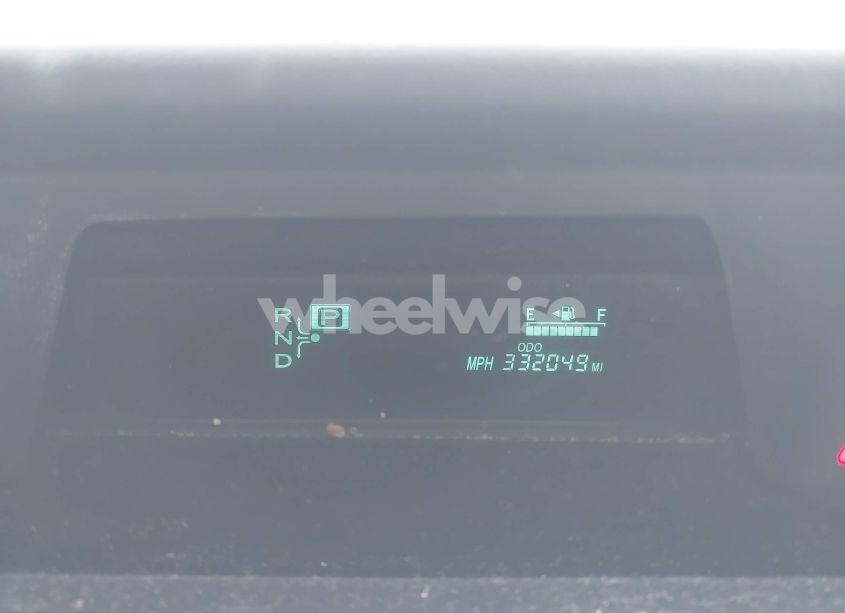 wheelwise
R P
N
D
E F
ODO
MPH 332049 MI